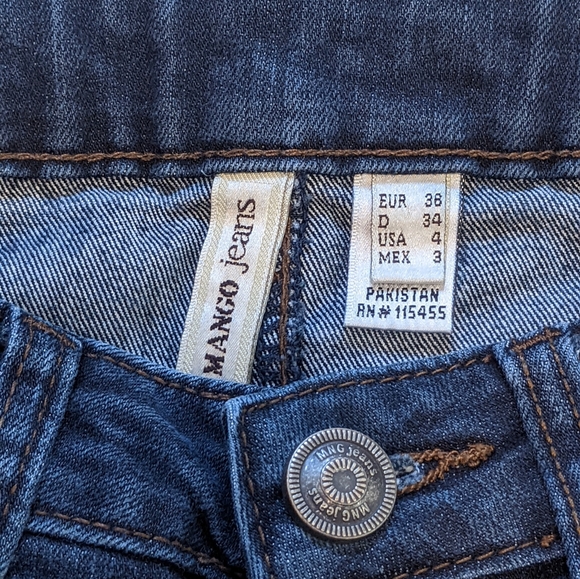 MANGO jeans
EUR 36
D 34
USA 4
MEX 3
PAKISTAN
RN# 115455
MNG jeans
MNG jeans